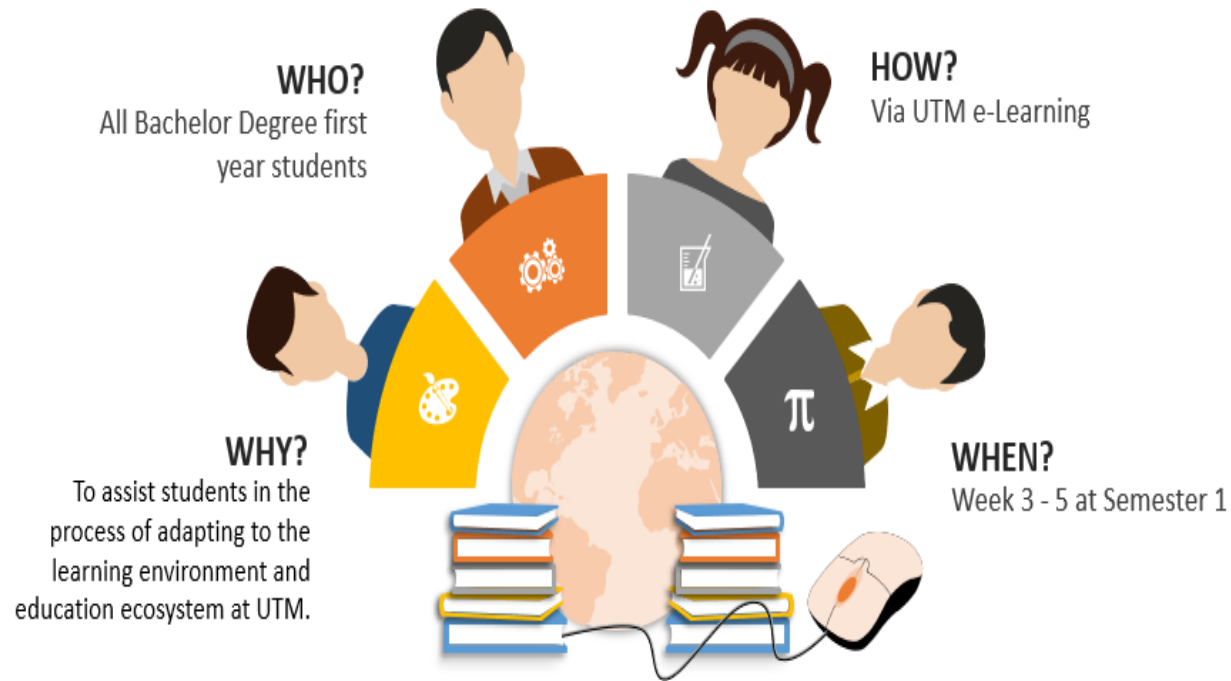 WHO?
All Bachelor Degree first
year students
HOW?
Via UTM e-Learning
π
WHY?
To assist students in the
process of adapting to the
learning environment and
education ecosystem at UTM.
WHEN?
Week 3 - 5 at Semester 1